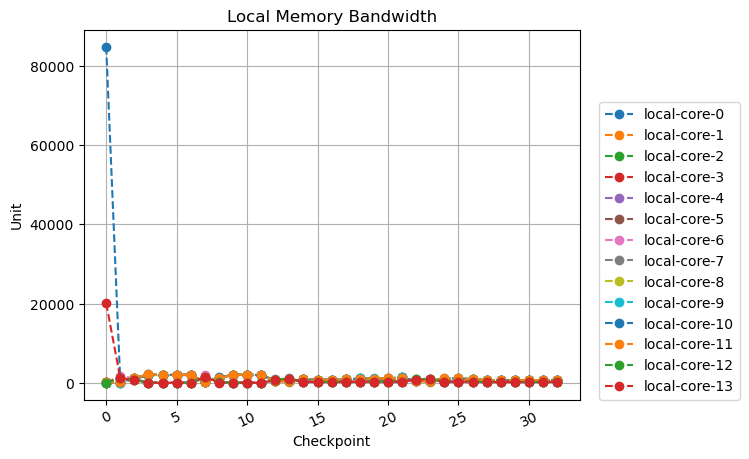 Local Memory Bandwidth
Unit
80000
60000
40000
20000
0
0
5
10
15
20
25
30
Checkpoint
local-core-0
local-core-1
local-core-2
local-core-3
local-core-4
local-core-5
local-core-6
local-core-7
local-core-8
local-core-9
local-core-10
local-core-11
local-core-12
local-core-13